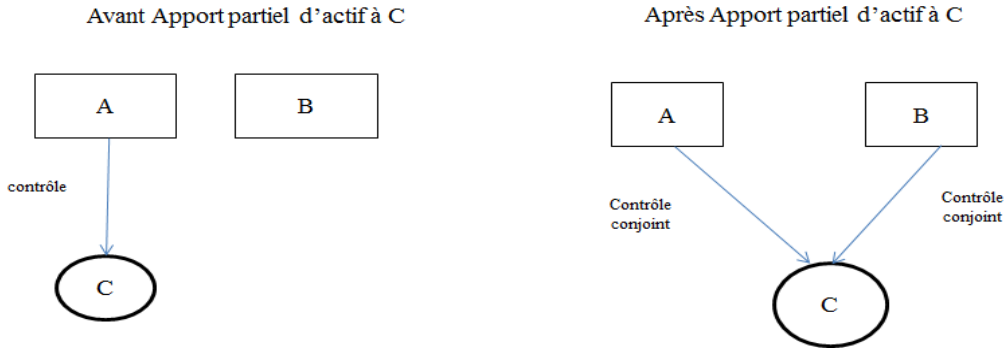 Avant Apport partiel d'actif à C
A
B
contrôle
C
Après Apport partiel d'actif à C
A
B
Contrôle
conjoint
Contrôle
conjoint
C